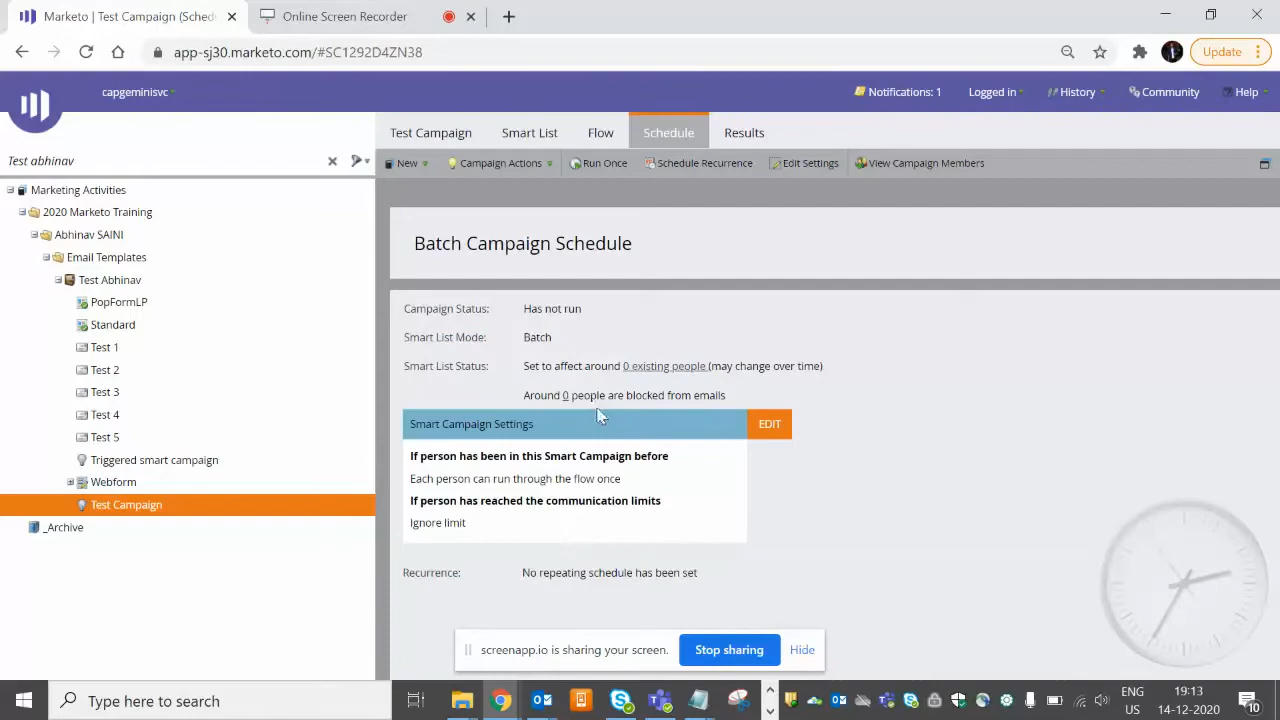 Marketo | Test Campaign (Sched
Online Screen Recorder
app-sj30.marketo.com/#SC1292D4ZN38
Update
capgeminisvc
Notifications: 1
Logged in
History
Community
Help
Test Campaign
Smart List
Flow
Schedule
Results
Test abhinav
New
Campaign Actions
Run Once
Schedule Recurrence
Edit Settings
View Campaign Members
Marketing Activities
2020 Marketo Training
Abhinav SAINI
Email Templates
Test Abhinav
PopFormLP
Standard
Test 1
Test 2
Test 3
Test 4
Test 5
Triggered smart campaign
Webform
Test Campaign
_Archive
Batch Campaign Schedule
Campaign Status: Has not run
Smart List Mode: Batch
Smart List Status: Set to affect around 0 existing people (may change over time)
Around 0 people are blocked from emails
Smart Campaign Settings
EDIT
If person has been in this Smart Campaign before
Each person can run through the flow once
If person has reached the communication limits
Ignore limit
Recurrence: No repeating schedule has been set
screenapp.io is sharing your screen.
Stop sharing
Hide
Type here to search
ENG
US
19:13
14-12-2020
10